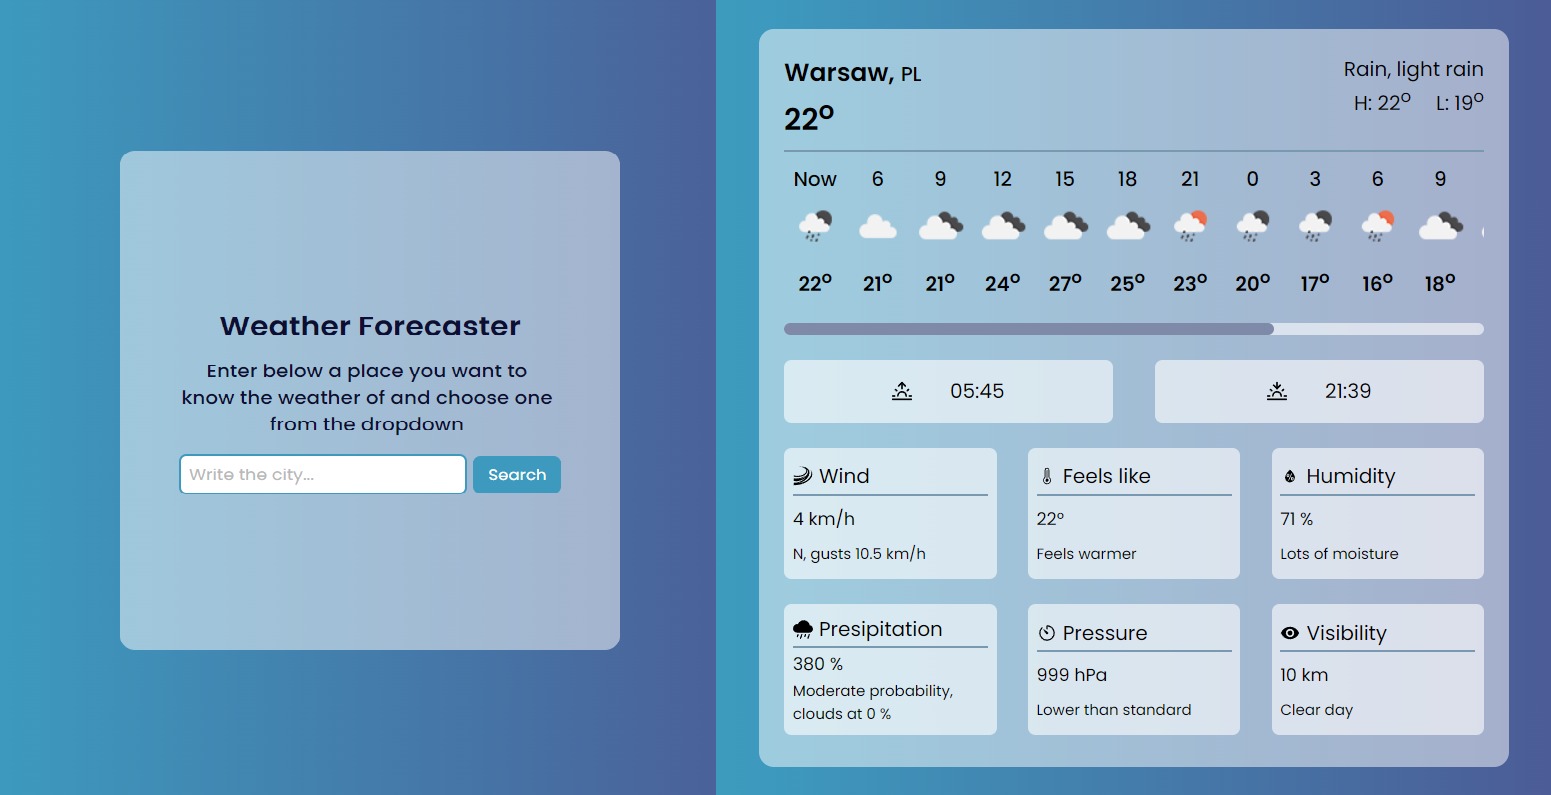 Weather Forecaster
Enter below a place you want to
know the weather of and choose one
from the dropdown
Write the city...
Search
Warsaw, PL
22°
Rain, light rain
H: 22° L: 19°
Now 6 9 12 15 18 21 0 3 6 9
22° 21° 21° 24° 27° 25° 23° 20° 17° 16° 18°
05:45
21:39
Wind
4 km/h
N, gusts 10.5 km/h
Feels like
22°
Feels warmer
Humidity
71 %
Lots of moisture
Presipitation
380 %
Moderate probability,
clouds at 0 %
Pressure
999 hPa
Lower than standard
Visibility
10 km
Clear day